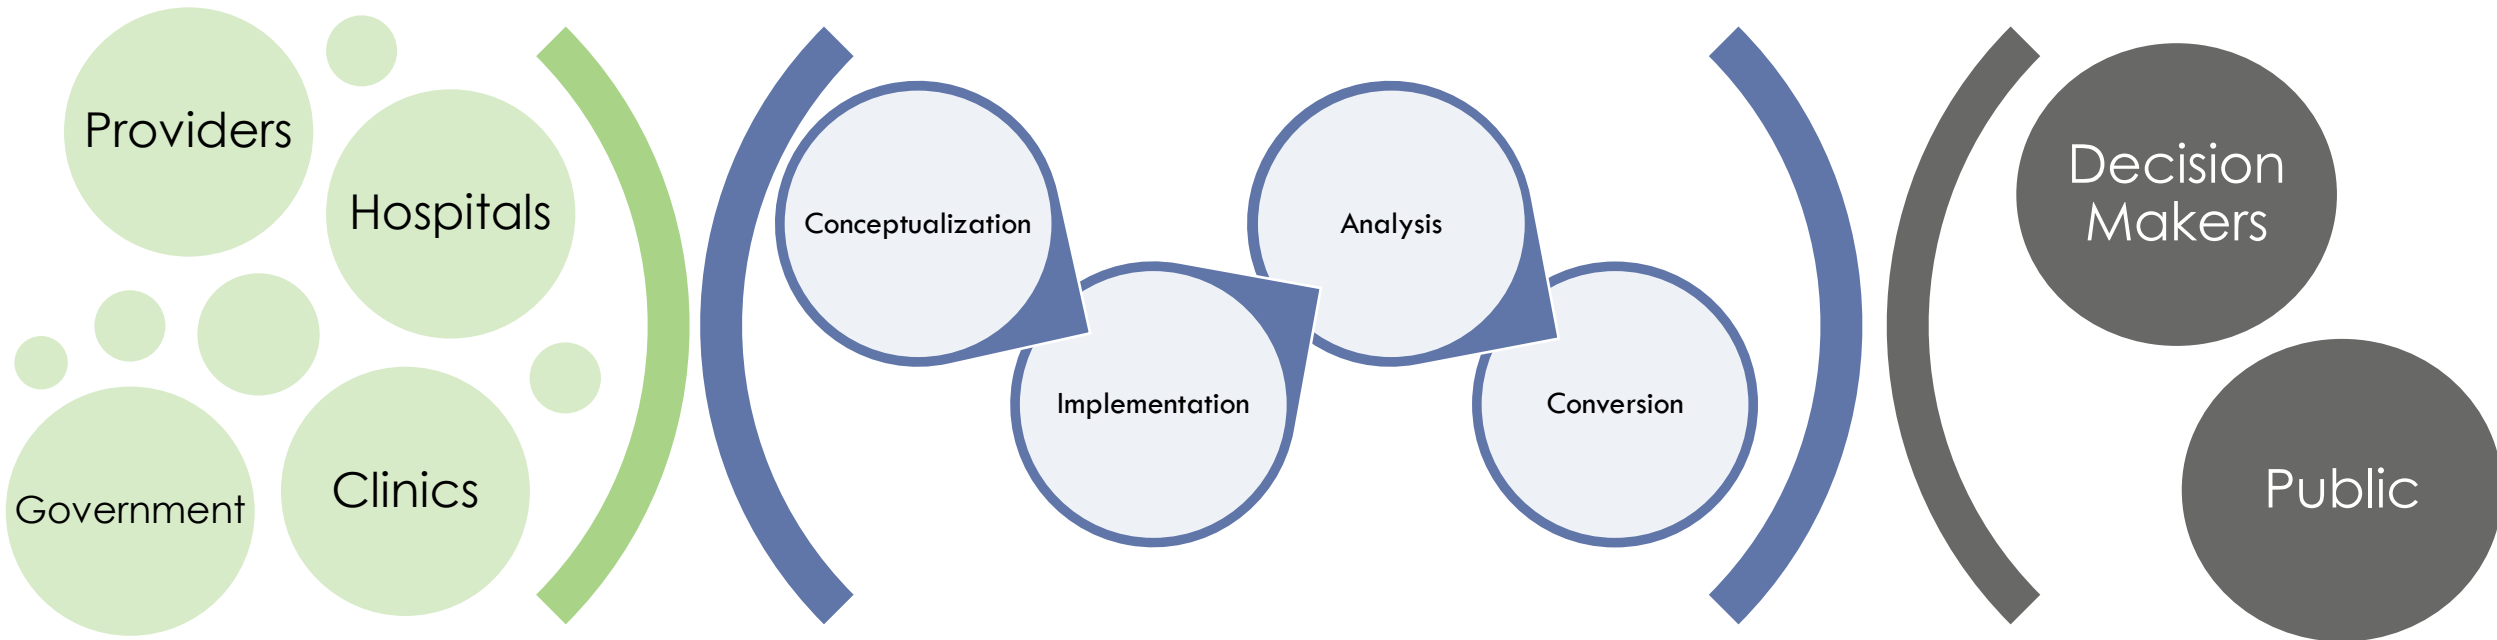 Providers
Hospitals
Government
Clinics
Conceptualization
Implementation
Analysis
Conversion
Decision
Makers
Public